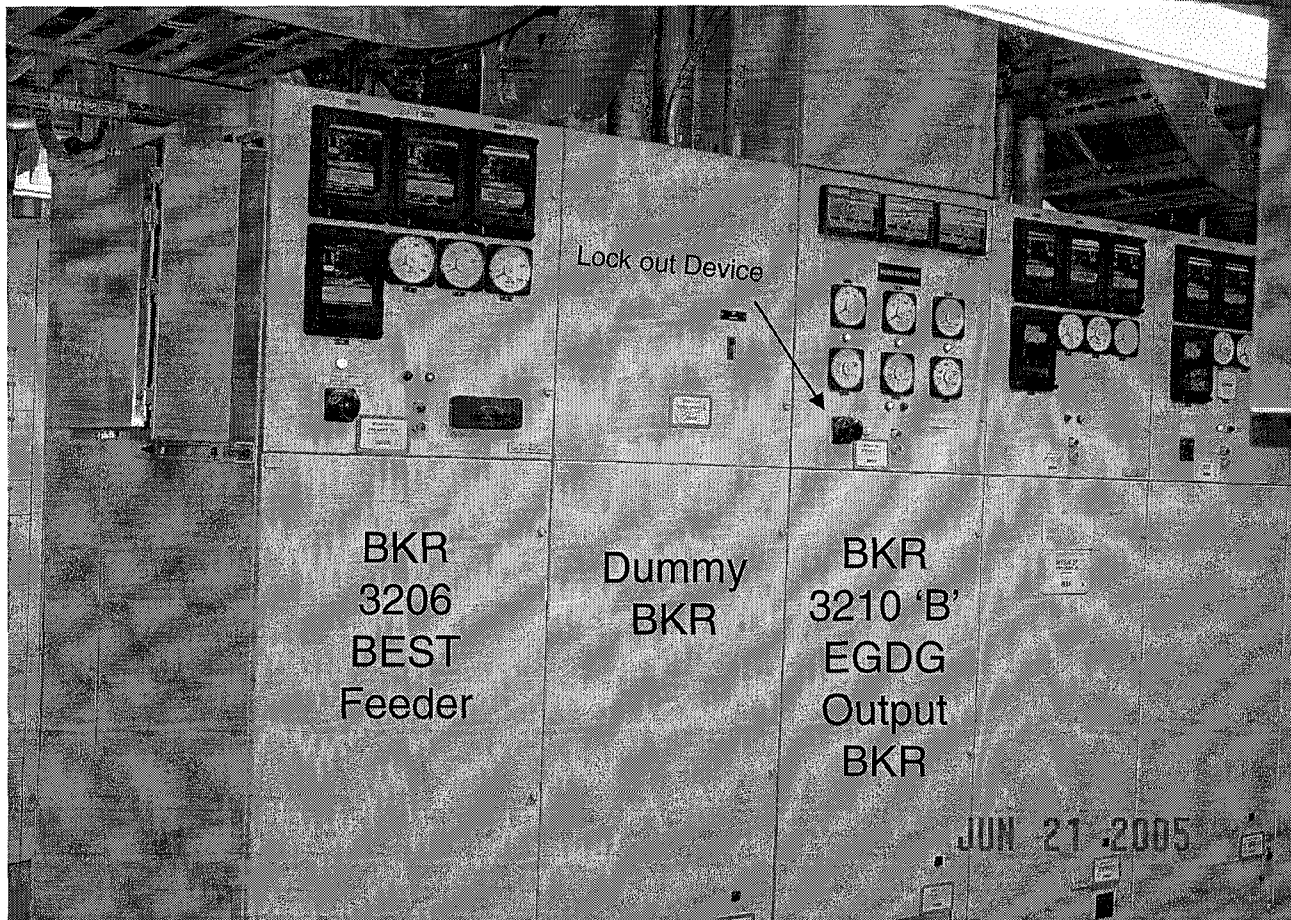 Lock out Device
BKR
3206
BEST
Feeder
Dummy
BKR
BKR
3210 ‘B’
EGDG
Output
BKR
JUN 21 2005